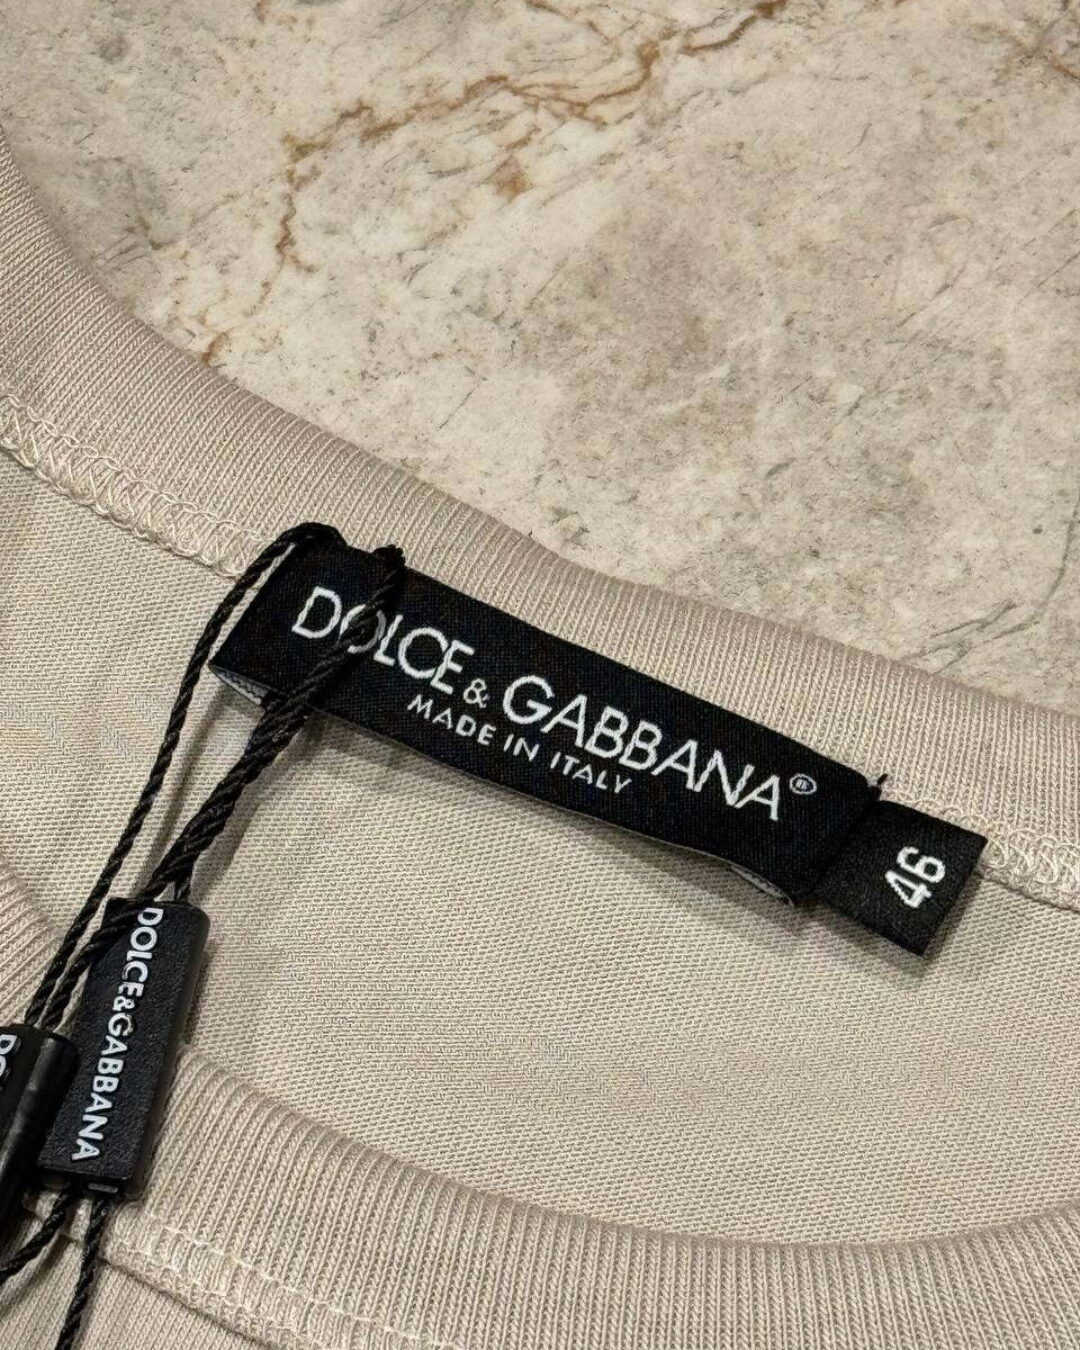 DOLCE & GABBANA®
MADE IN ITALY
46
DOLCE&GABBANA